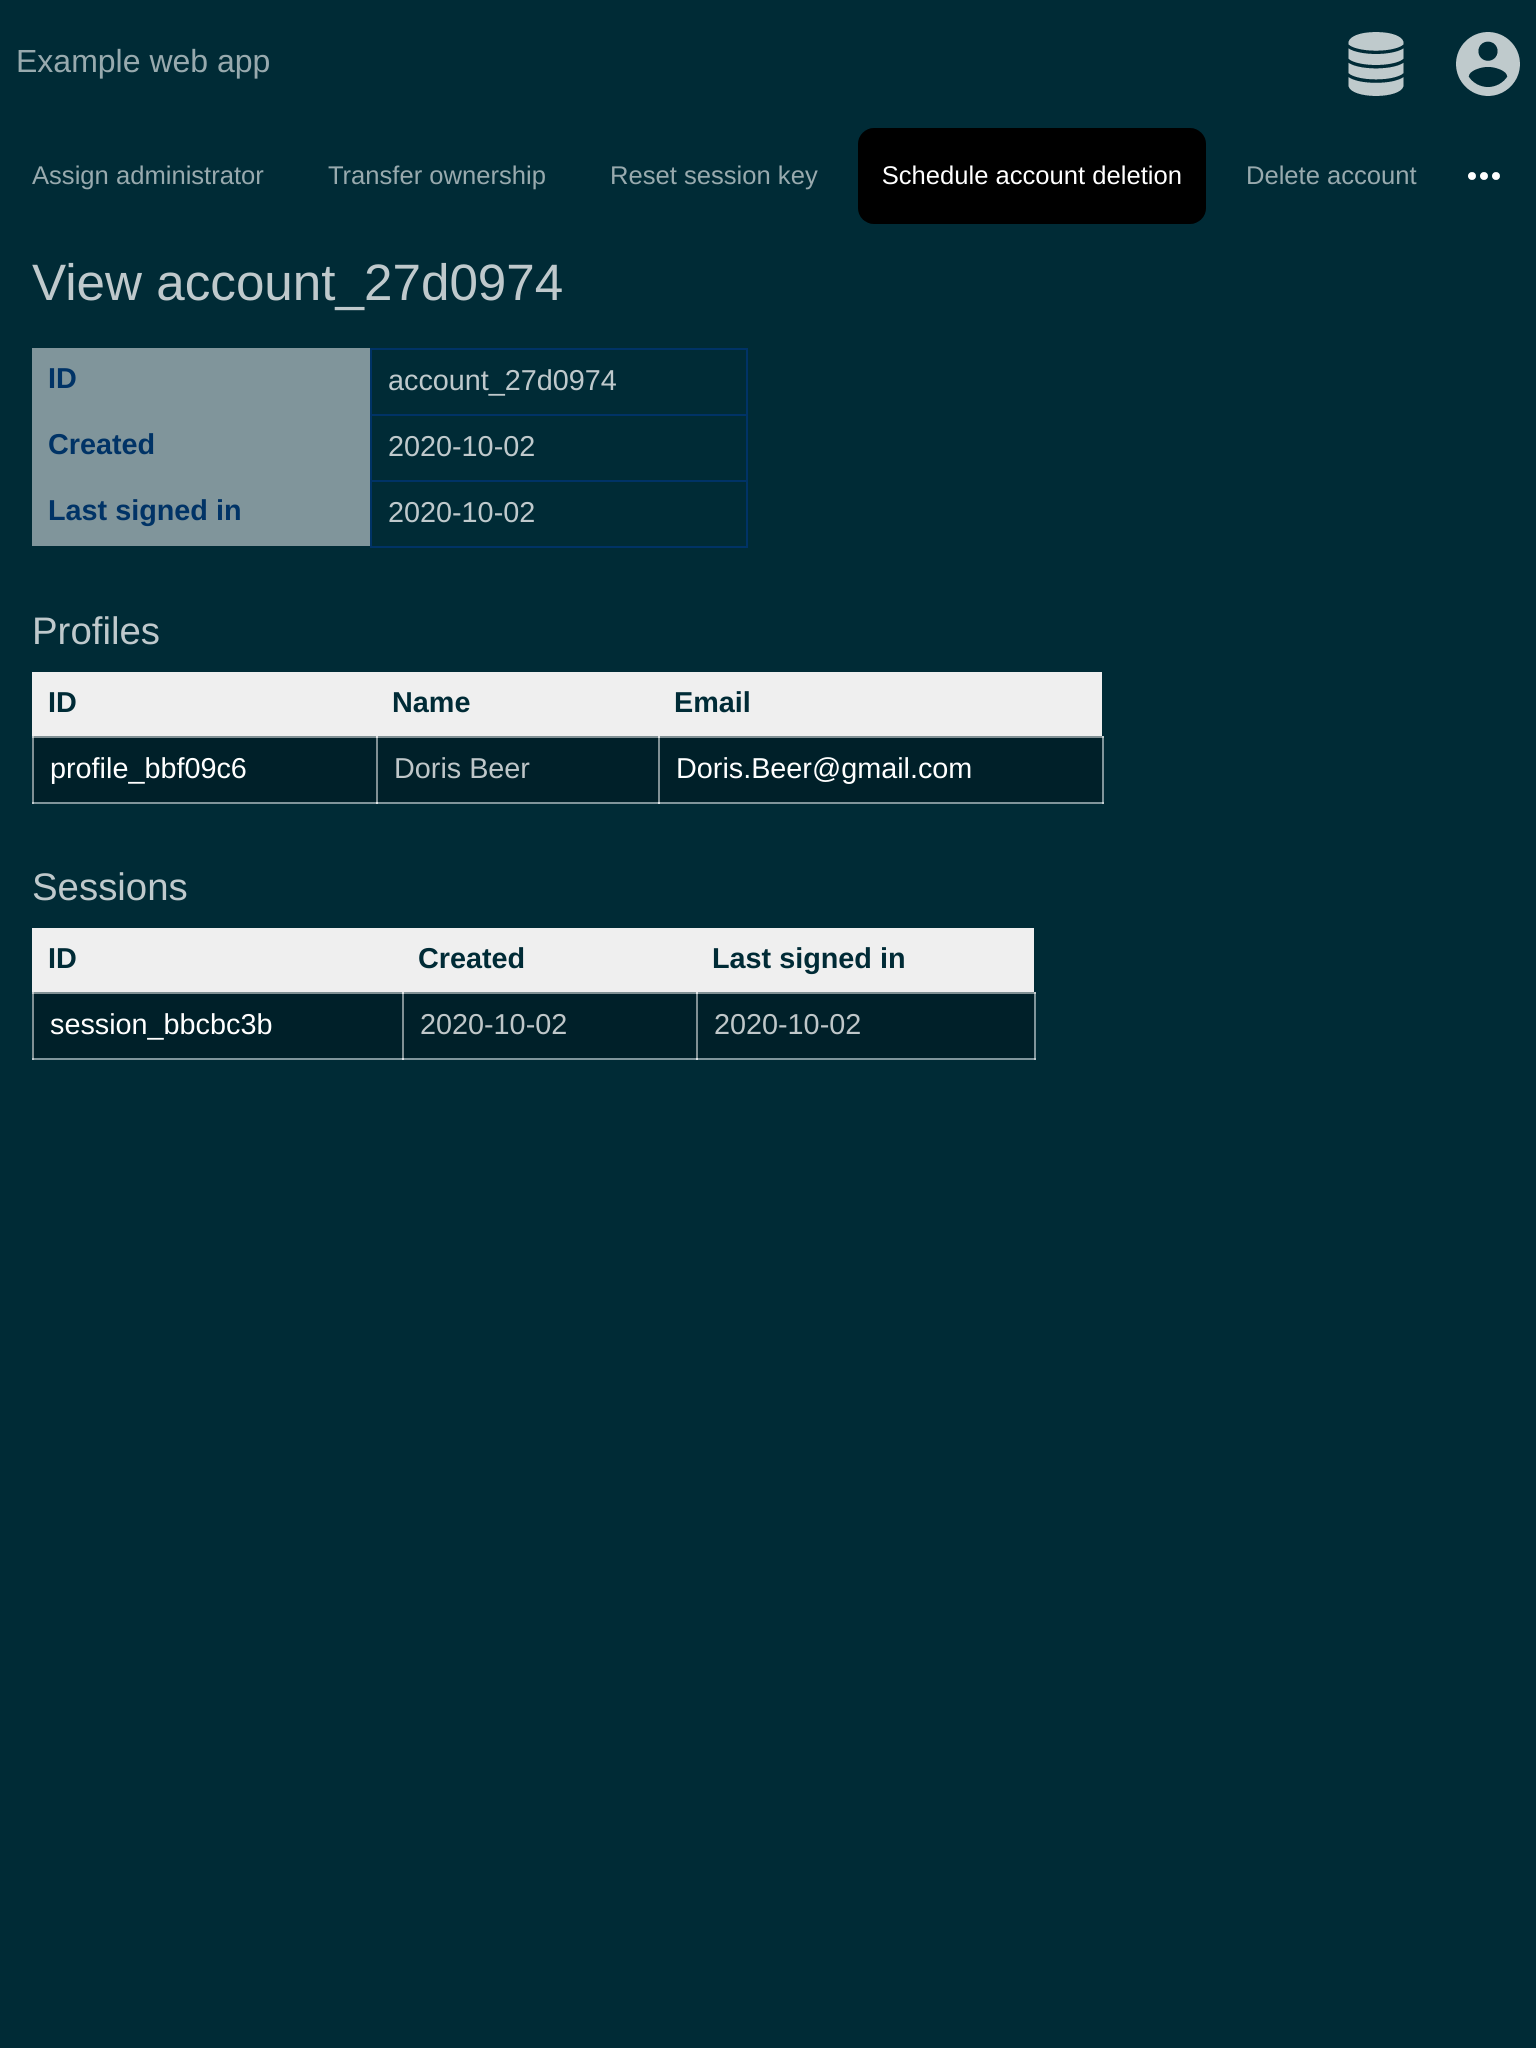 Example web app
Assign administrator Transfer ownership Reset session key Schedule account deletion Delete account
View account_27d0974
ID account_27d0974
Created 2020-10-02
Last signed in 2020-10-02
Profiles
ID Name Email
profile_bbf09c6 Doris Beer Doris.Beer@gmail.com
Sessions
ID Created Last signed in
session_bbcbc3b 2020-10-02 2020-10-02